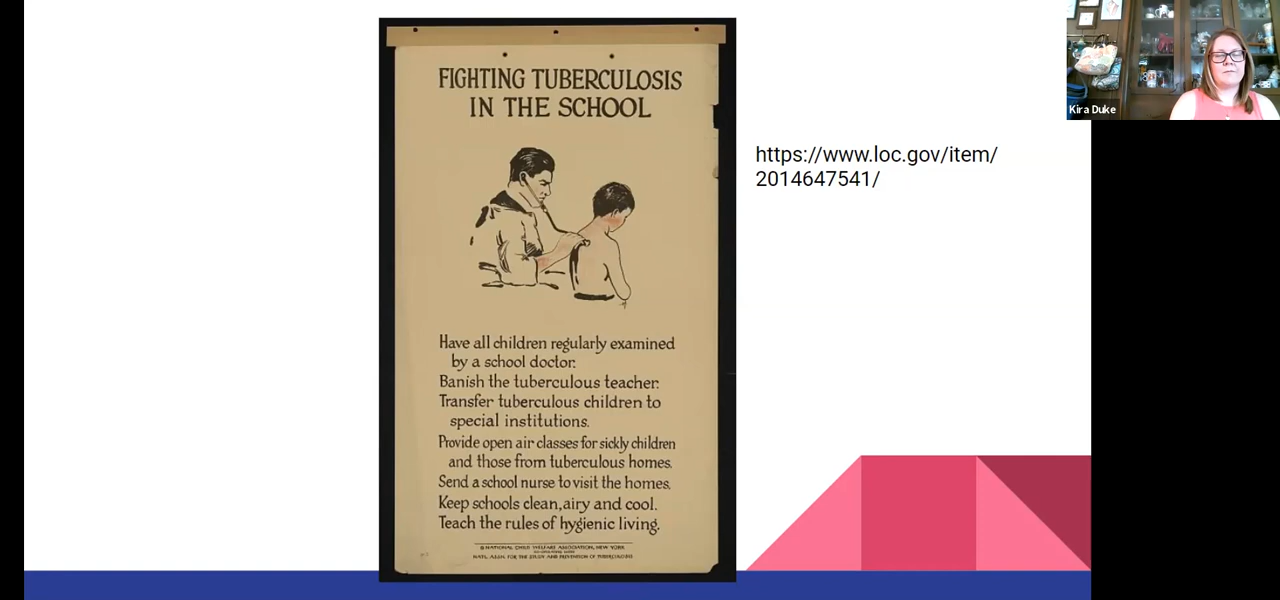 FIGHTING TUBERCULOSIS
IN THE SCHOOL
Have all children regularly examined
by a school doctor.
Banish the tuberculous teacher.
Transfer tuberculous children to
special institutions.
Provide open air classes for sickly children
and those from tuberculous homes.
Send a school nurse to visit the homes.
Keep schools clean, airy and cool.
Teach the rules of hygienic living.
© NATIONAL CHILD WELFARE ASSOCIATION, NEW YORK
NATL. ASSN. FOR THE STUDY AND PREVENTION OF TUBERCULOSIS
https://www.loc.gov/item/
2014647541/
Kira Duke